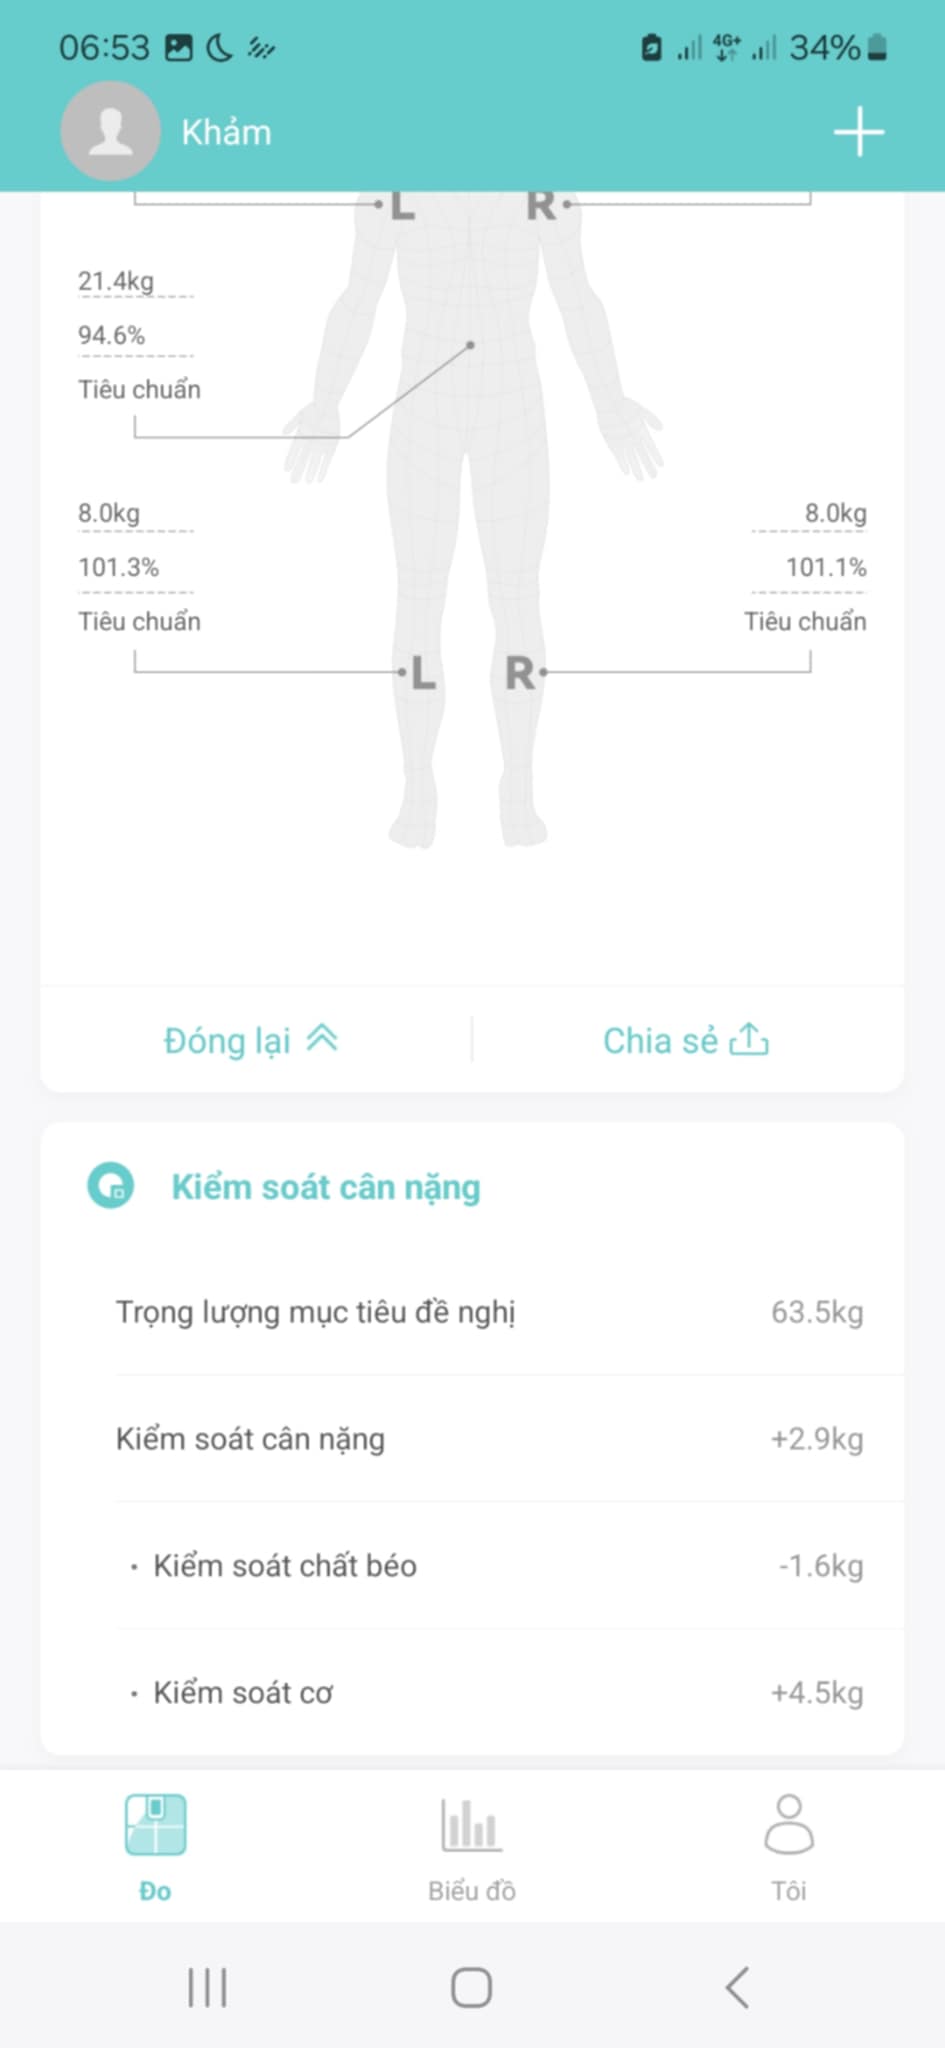 06:53
4G+
34%
Khảm
L
R
21.4kg
94.6%
Tiêu chuẩn
8.0kg
8.0kg
101.3%
101.1%
Tiêu chuẩn
Tiêu chuẩn
L
R
Đóng lại
Chia sẻ
Kiểm soát cân nặng
Trọng lượng mục tiêu đề nghị
63.5kg
Kiểm soát cân nặng
+2.9kg
· Kiểm soát chất béo
-1.6kg
· Kiểm soát cơ
+4.5kg
Đo
Biểu đồ
Tôi